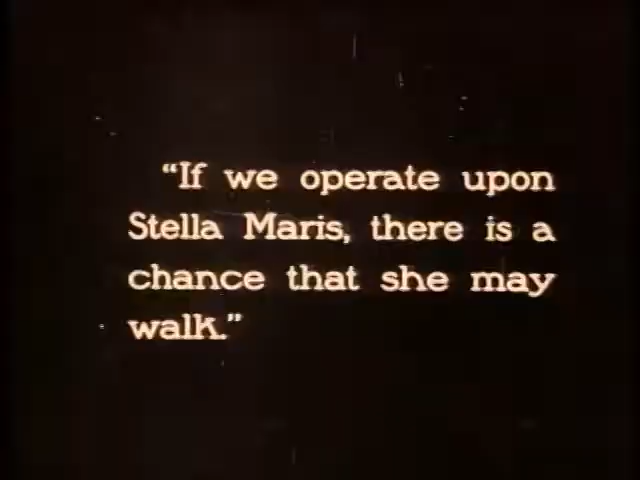 “If we operate upon
Stella Maris, there is a
chance that she may
walk.”